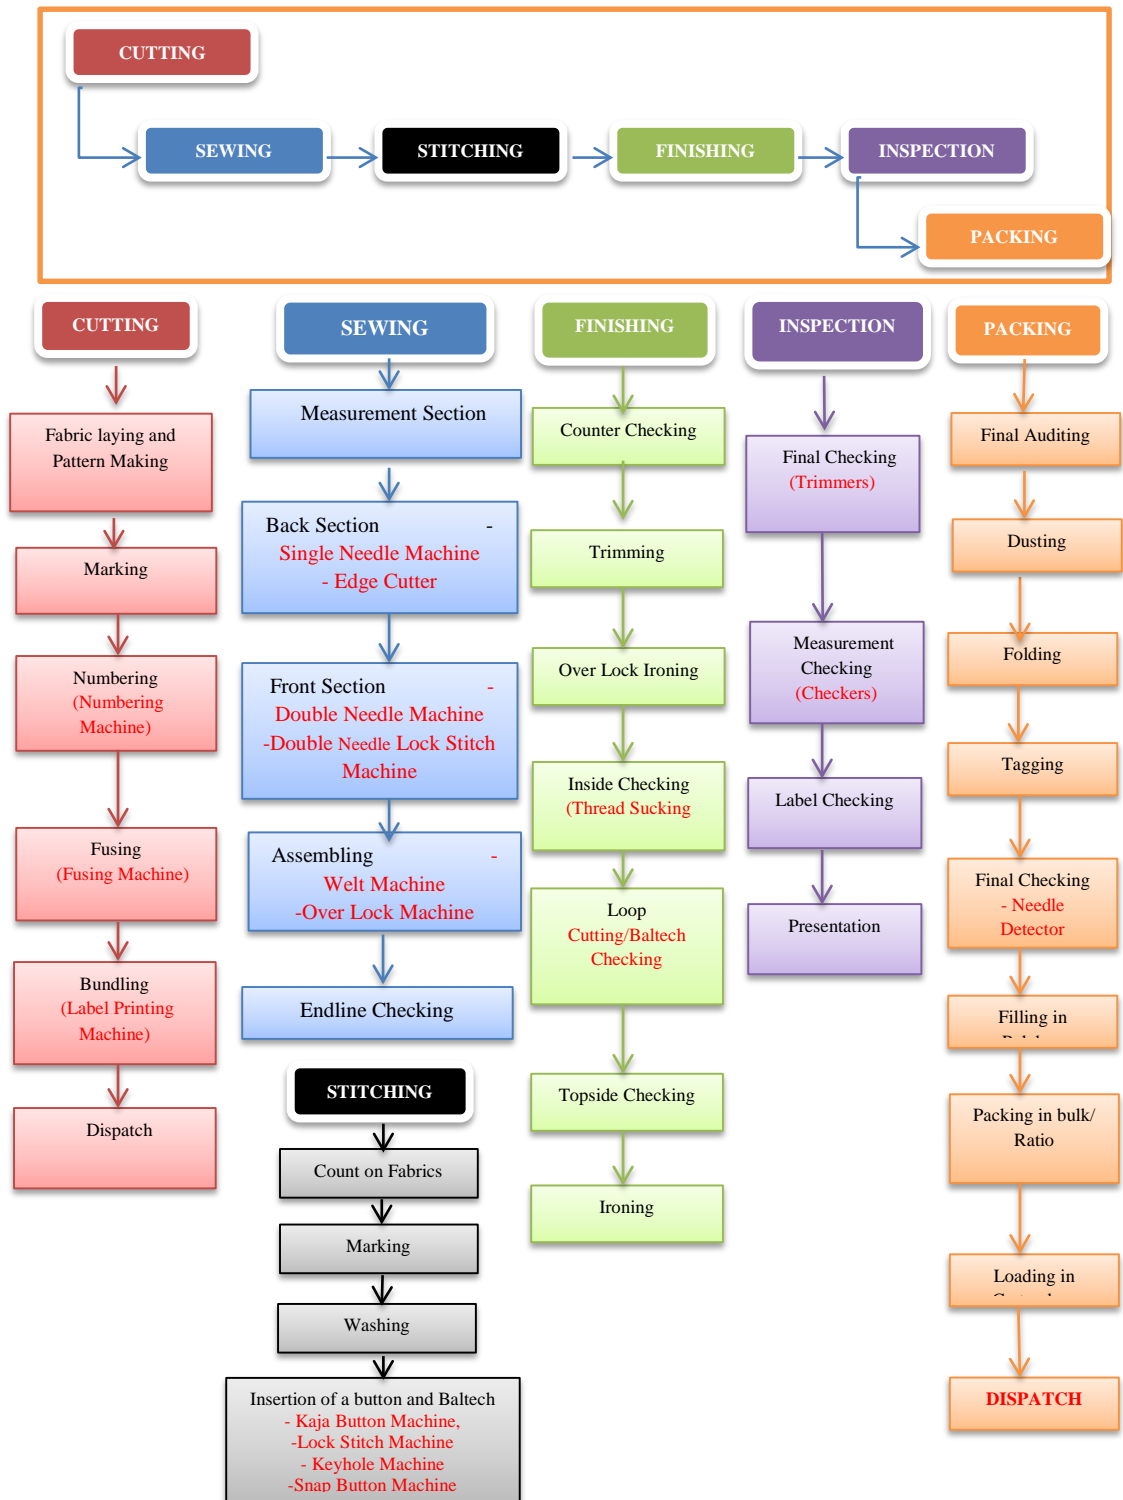 CUTTING
SEWING
STITCHING
FINISHING
INSPECTION
PACKING
CUTTING
Fabric laying and
Pattern Making
Marking
Numbering
(Numbering
Machine)
Fusing
(Fusing Machine)
Bundling
(Label Printing
Machine)
Dispatch
SEWING
Measurement Section
Back Section -
Single Needle Machine
- Edge Cutter
Front Section -
Double Needle Machine
-Double Needle Lock Stitch
Machine
Assembling -
Welt Machine
-Over Lock Machine
Endline Checking
STITCHING
Count on Fabrics
Marking
Washing
Insertion of a button and Baltech
- Kaja Button Machine,
-Lock Stitch Machine
- Keyhole Machine
-Snap Button Machine
FINISHING
Counter Checking
Trimming
Over Lock Ironing
Inside Checking
(Thread Sucking
Loop
Cutting/Baltech
Checking
Topside Checking
Ironing
INSPECTION
Final Checking
(Trimmers)
Measurement
Checking
(Checkers)
Label Checking
Presentation
PACKING
Final Auditing
Dusting
Folding
Tagging
Final Checking
- Needle
Detector
Filling in
Packing in bulk/
Ratio
Loading in
DISPATCH